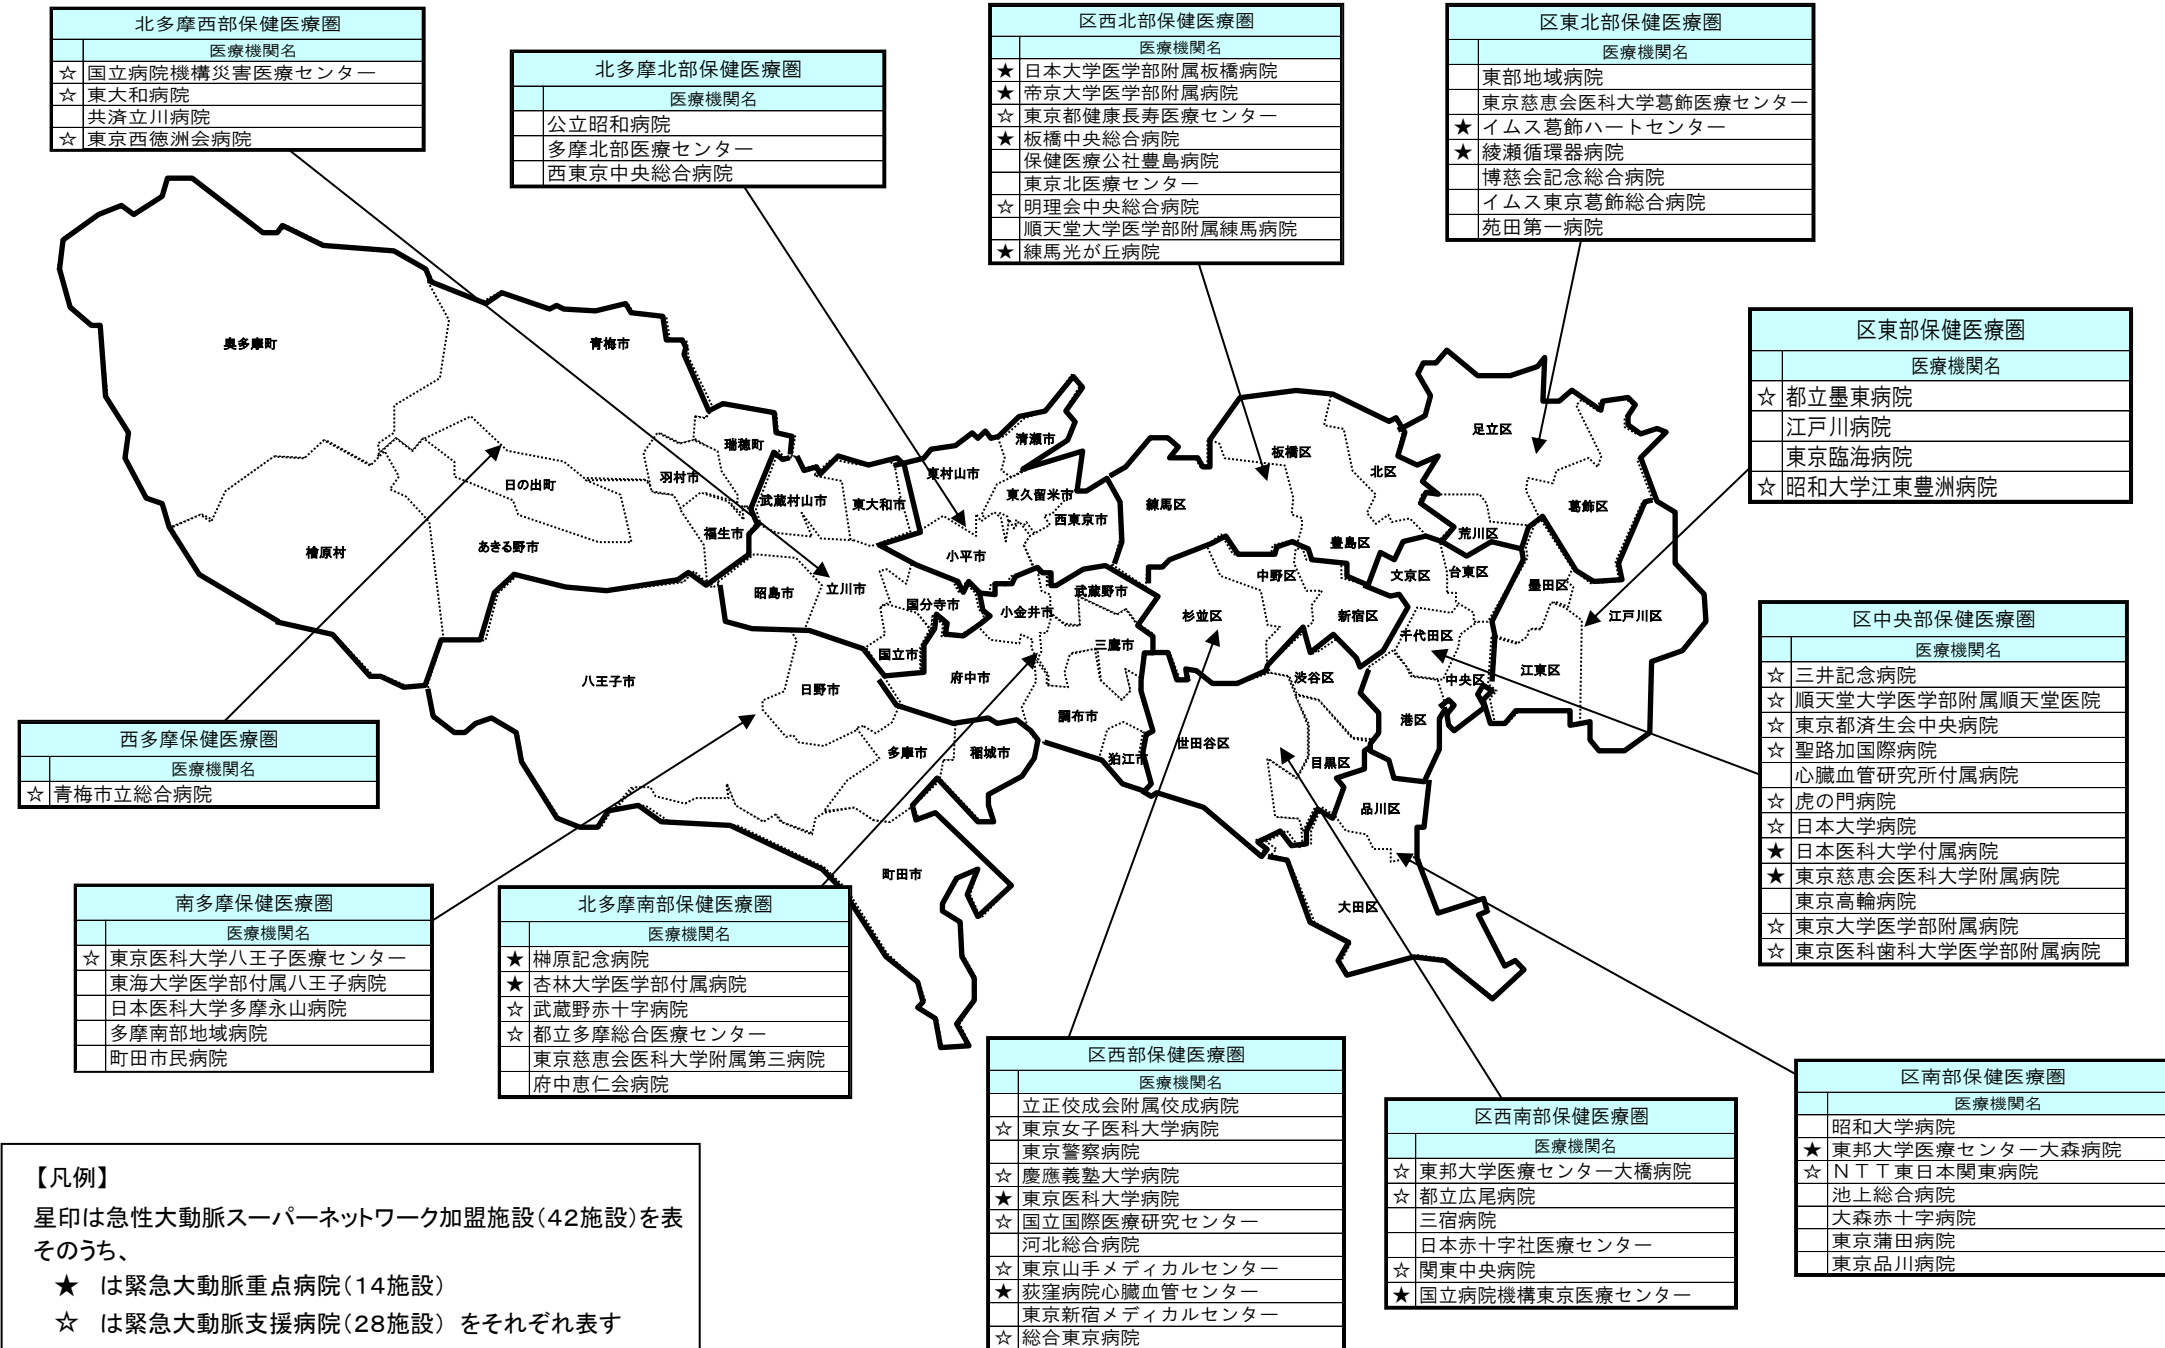 北多摩西部保健医療圏
医療機関名
☆ 国立病院機構災害医療センター
☆ 東大和病院
共済立川病院
☆ 東京西徳洲会病院
北多摩北部保健医療圏
医療機関名
公立昭和病院
多摩北部医療センター
西東京中央総合病院
区西北部保健医療圏
医療機関名
★ 日本大学医学部附属板橋病院
★ 帝京大学医学部附属病院
☆ 東京都健康長寿医療センター
★ 板橋中央総合病院
保健医療公社豊島病院
東京北医療センター
☆ 明理会中央総合病院
順天堂大学医学部附属練馬病院
★ 練馬光が丘病院
区東北部保健医療圏
医療機関名
東部地域病院
東京慈恵会医科大学葛飾医療センター
★ イムス葛飾ハートセンター
★ 綾瀬循環器病院
博慈会記念総合病院
イムス東京葛飾総合病院
苑田第一病院
区東部保健医療圏
医療機関名
☆ 都立墨東病院
江戸川病院
東京臨海病院
☆ 昭和大学江東豊洲病院
奥多摩町
青梅市
瑞穂町
羽村市
日の出町
福生市
あきる野市
檜原村
武蔵村山市
東大和市
東村山市
清瀬市
東久留米市
西東京市
小平市
昭島市
立川市
国分寺市
国立市
小金井市
武蔵野市
三鷹市
府中市
調布市
狛江市
八王子市
日野市
多摩市
稲城市
町田市
練馬区
板橋区
北区
豊島区
足立区
葛飾区
荒川区
文京区
台東区
墨田区
江戸川区
江東区
中野区
杉並区
新宿区
千代田区
中央区
渋谷区
港区
世田谷区
目黒区
品川区
大田区
区中央部保健医療圏
医療機関名
☆ 三井記念病院
☆ 順天堂大学医学部附属順天堂医院
☆ 東京都済生会中央病院
☆ 聖路加国際病院
心臓血管研究所付属病院
☆ 虎の門病院
☆ 日本大学病院
★ 日本医科大学付属病院
★ 東京慈恵会医科大学附属病院
東京高輪病院
☆ 東京大学医学部附属病院
☆ 東京医科歯科大学医学部附属病院
西多摩保健医療圏
医療機関名
☆ 青梅市立総合病院
南多摩保健医療圏
医療機関名
☆ 東京医科大学八王子医療センター
東海大学医学部付属八王子病院
日本医科大学多摩永山病院
多摩南部地域病院
町田市民病院
北多摩南部保健医療圏
医療機関名
★ 榊原記念病院
★ 杏林大学医学部付属病院
☆ 武蔵野赤十字病院
☆ 都立多摩総合医療センター
東京慈恵会医科大学附属第三病院
府中恵仁会病院
区西部保健医療圏
医療機関名
立正佼成会附属佼成病院
☆ 東京女子医科大学病院
東京警察病院
☆ 慶應義塾大学病院
★ 東京医科大学病院
☆ 国立国際医療研究センター
河北総合病院
☆ 東京山手メディカルセンター
★ 荻窪病院心臓血管センター
東京新宿メディカルセンター
☆ 総合東京病院
区西南部保健医療圏
医療機関名
☆ 東邦大学医療センター大橋病院
☆ 都立広尾病院
三宿病院
日本赤十字社医療センター
☆ 関東中央病院
★ 国立病院機構東京医療センター
区南部保健医療圏
医療機関名
昭和大学病院
★ 東邦大学医療センター大森病院
☆ ＮＴＴ東日本関東病院
池上総合病院
大森赤十字病院
東京蒲田病院
東京品川病院
【凡例】
星印は急性大動脈スーパーネットワーク加盟施設（４２施設）を表
そのうち、
★ は緊急大動脈重点病院（１４施設）
☆ は緊急大動脈支援病院（２８施設） をそれぞれ表す